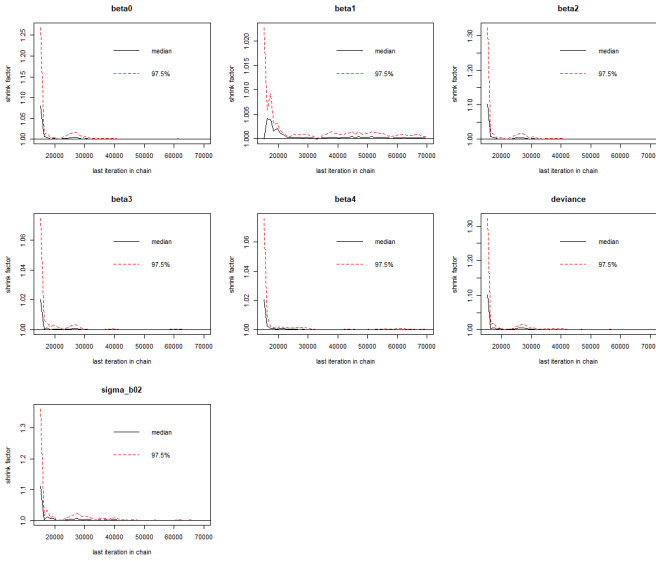 beta0
shrink factor
1.00 1.05 1.10 1.15 1.20 1.25
median
97.5%
20000 30000 40000 50000 60000 70000
last iteration in chain
beta1
shrink factor
1.000 1.005 1.010 1.015 1.020
median
97.5%
20000 30000 40000 50000 60000 70000
last iteration in chain
beta2
shrink factor
1.00 1.10 1.20 1.30
median
97.5%
20000 30000 40000 50000 60000 70000
last iteration in chain
beta3
shrink factor
1.00 1.02 1.04 1.06
median
97.5%
20000 30000 40000 50000 60000 70000
last iteration in chain
beta4
shrink factor
1.00 1.02 1.04 1.06
median
97.5%
20000 30000 40000 50000 60000 70000
last iteration in chain
deviance
shrink factor
1.00 1.10 1.20 1.30
median
97.5%
20000 30000 40000 50000 60000 70000
last iteration in chain
sigma_b02
shrink factor
1.0 1.1 1.2 1.3
median
97.5%
20000 30000 40000 50000 60000 70000
last iteration in chain